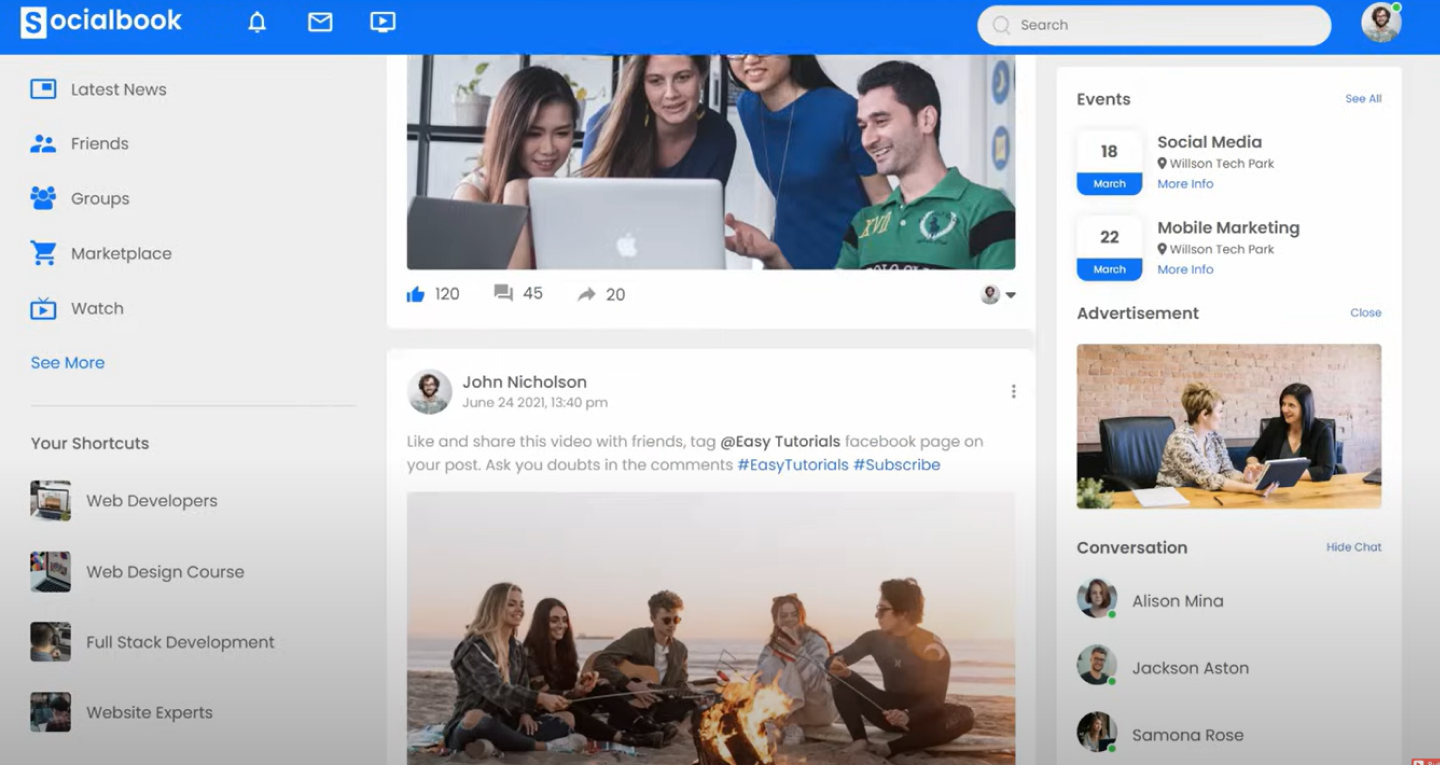 Socialbook
Search
Latest News
Friends
Groups
Marketplace
Watch
See More
Your Shortcuts
Web Developers
Web Design Course
Full Stack Development
Website Experts
XVII
POLO CLUB
120
45
20
John Nicholson
June 24 2021, 13:40 pm
Like and share this video with friends, tag @Easy Tutorials facebook page on
your post. Ask you doubts in the comments #EasyTutorials #Subscribe
Events
See All
18
March
Social Media
Willson Tech Park
More Info
22
March
Mobile Marketing
Willson Tech Park
More Info
Advertisement
Close
Conversation
Hide Chat
Alison Mina
Jackson Aston
Samona Rose